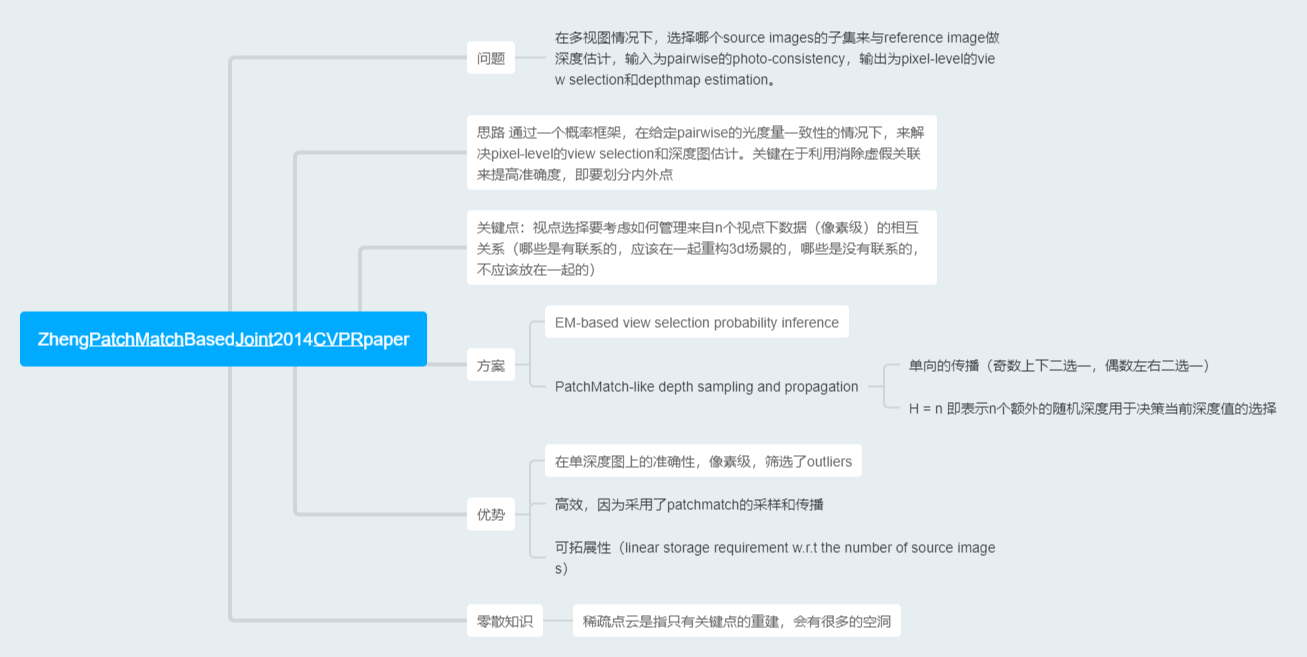 问题
在多视图情况下，选择哪个source images的子集来与reference image做
深度估计，输入为pairwise的photo-consistency，输出为pixel-level的vie
w selection和depthmap estimation。
思路 通过一个概率框架，在给定pairwise的光度量一致性的情况下，来解
决pixel-level的view selection和深度图估计。关键在于利用消除虚假关联
来提高准确度，即要划分内外点
关键点：视点选择要考虑如何管理来自n个视点下数据（像素级）的相互
关系（哪些是有联系的，应该在一起重构3d场景的，哪些是没有联系的，
不应该放在一起的）
ZhengPatchMatchBasedJoint2014CVPRpaper
方案
EM-based view selection probability inference
PatchMatch-like depth sampling and propagation
单向的传播（奇数上下二选一，偶数左右二选一）
H = n 即表示n个额外的随机深度用于决策当前深度值的选择
优势
在单深度图上的准确性，像素级，筛选了outliers
高效，因为采用了patchmatch的采样和传播
可拓展性（linear storage requirement w.r.t the number of source image
s）
零散知识
稀疏点云是指只有关键点的重建，会有很多的空洞